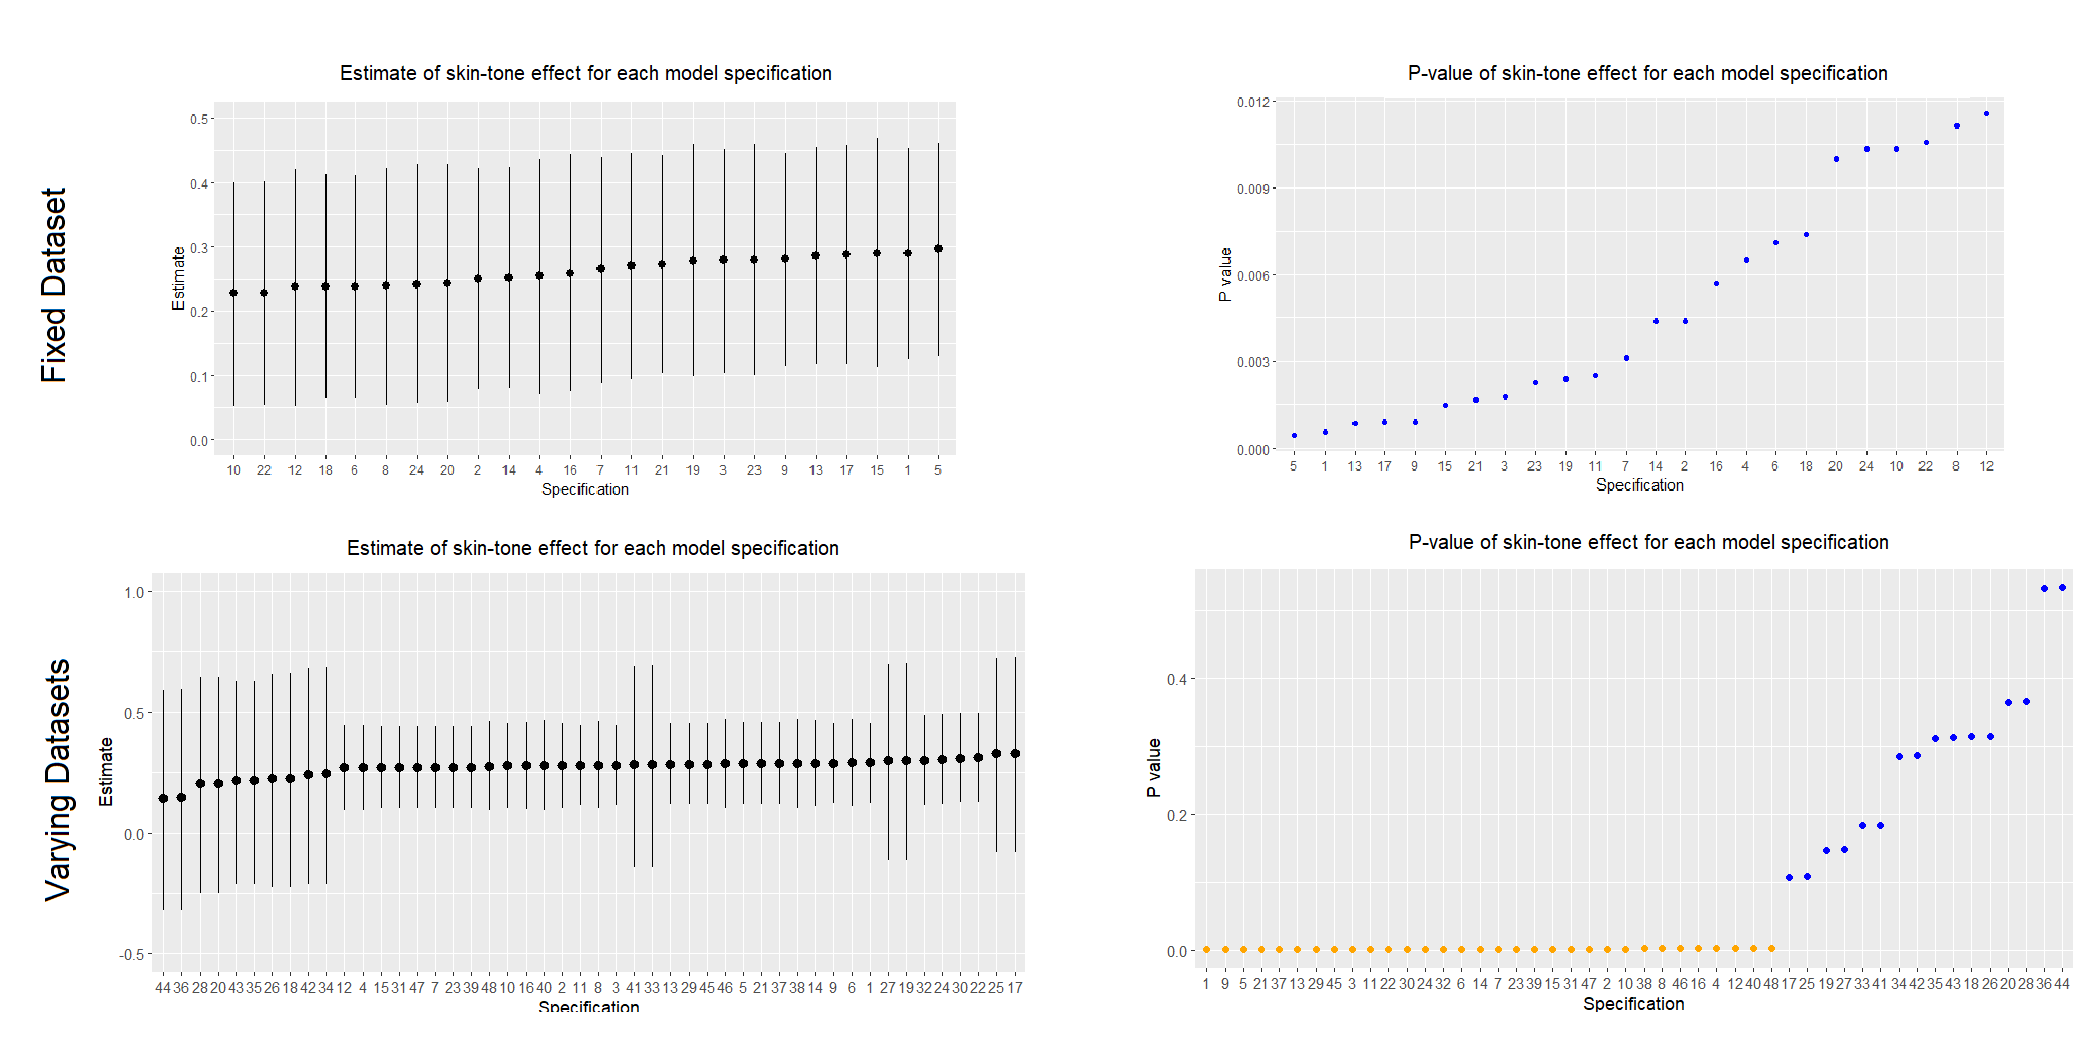 Estimate of skin-tone effect for each model specification
P-value of skin-tone effect for each model specification
Fixed Dataset
Estimate
0.5
0.4
0.3
0.2
0.1
0.0
10 22 12 18 6 8 24 20 2 14 4 16 7 11 21 19 3 23 9 13 17 15 1 5
Specification
P value
0.012
0.009
0.006
0.003
0.000
5 1 13 17 9 15 21 3 23 19 11 7 14 2 16 4 6 18 20 24 10 22 8 12
Specification
Estimate of skin-tone effect for each model specification
P-value of skin-tone effect for each model specification
Varying Datasets
Estimate
1.0
0.5
0.0
-0.5
44 36 28 20 43 35 26 18 42 34 12 4 15 31 47 7 23 39 48 10 16 40 2 11 8 3 41 33 13 29 45 46 5 21 37 38 14 9 6 1 27 19 32 24 30 22 25 17
Specification
P value
0.4
0.2
0.0
1 9 5 21 37 13 29 45 3 11 22 30 24 32 6 14 7 23 39 15 31 47 2 10 38 8 46 16 4 12 40 48 17 25 19 27 33 41 34 42 35 43 18 26 20 28 36 44
Specification